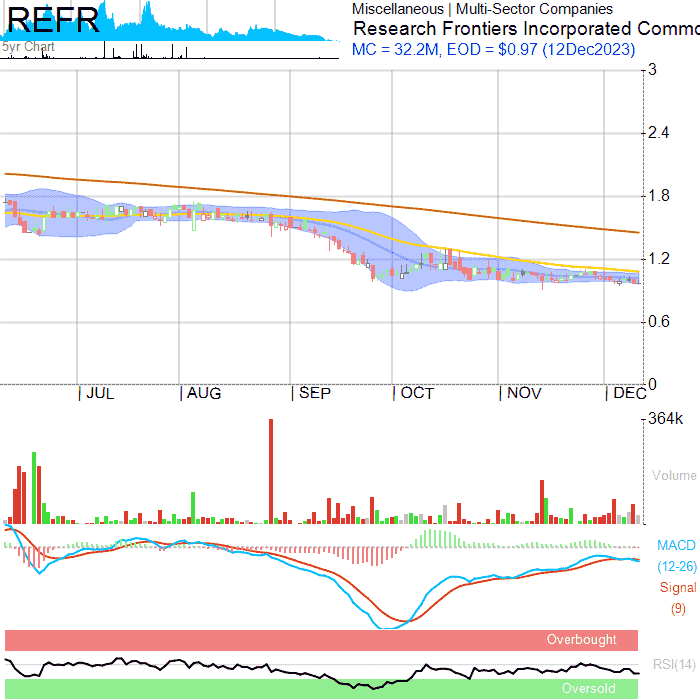 REFR
Miscellaneous | Multi-Sector Companies
Research Frontiers Incorporated Commo
MC = 32.2M, EOD = $0.97 (12Dec2023)
5yr Chart
3
2.4
1.8
1.2
0.6
0
| JUL | AUG | SEP | OCT | NOV | DEC
364k
Volume
MACD
(12-26)
Signal
(9)
Overbought
RSI(14)
Oversold